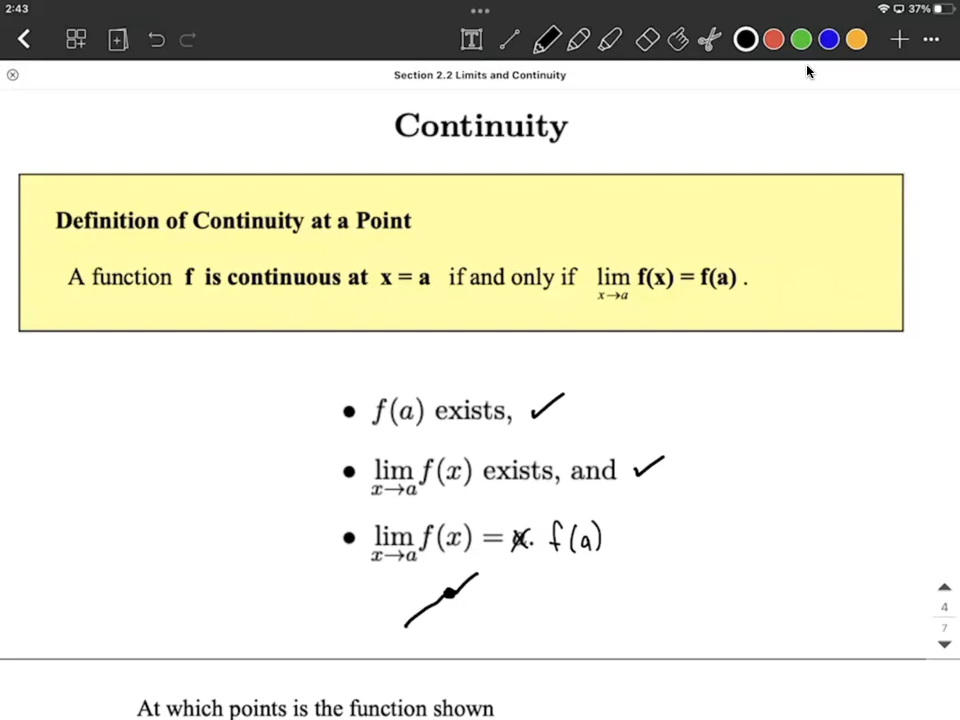 2:43
37%
T
Section 2.2 Limits and Continuity
Continuity
Definition of Continuity at a Point
A function f is continuous at x = a if and only if lim f(x) = f(a) .
x→a
• f(a) exists, ✓
• lim f(x) exists, and ✓
x→a
• lim f(x) = x. f(a)
x→a
4
7
At which points is the function shown